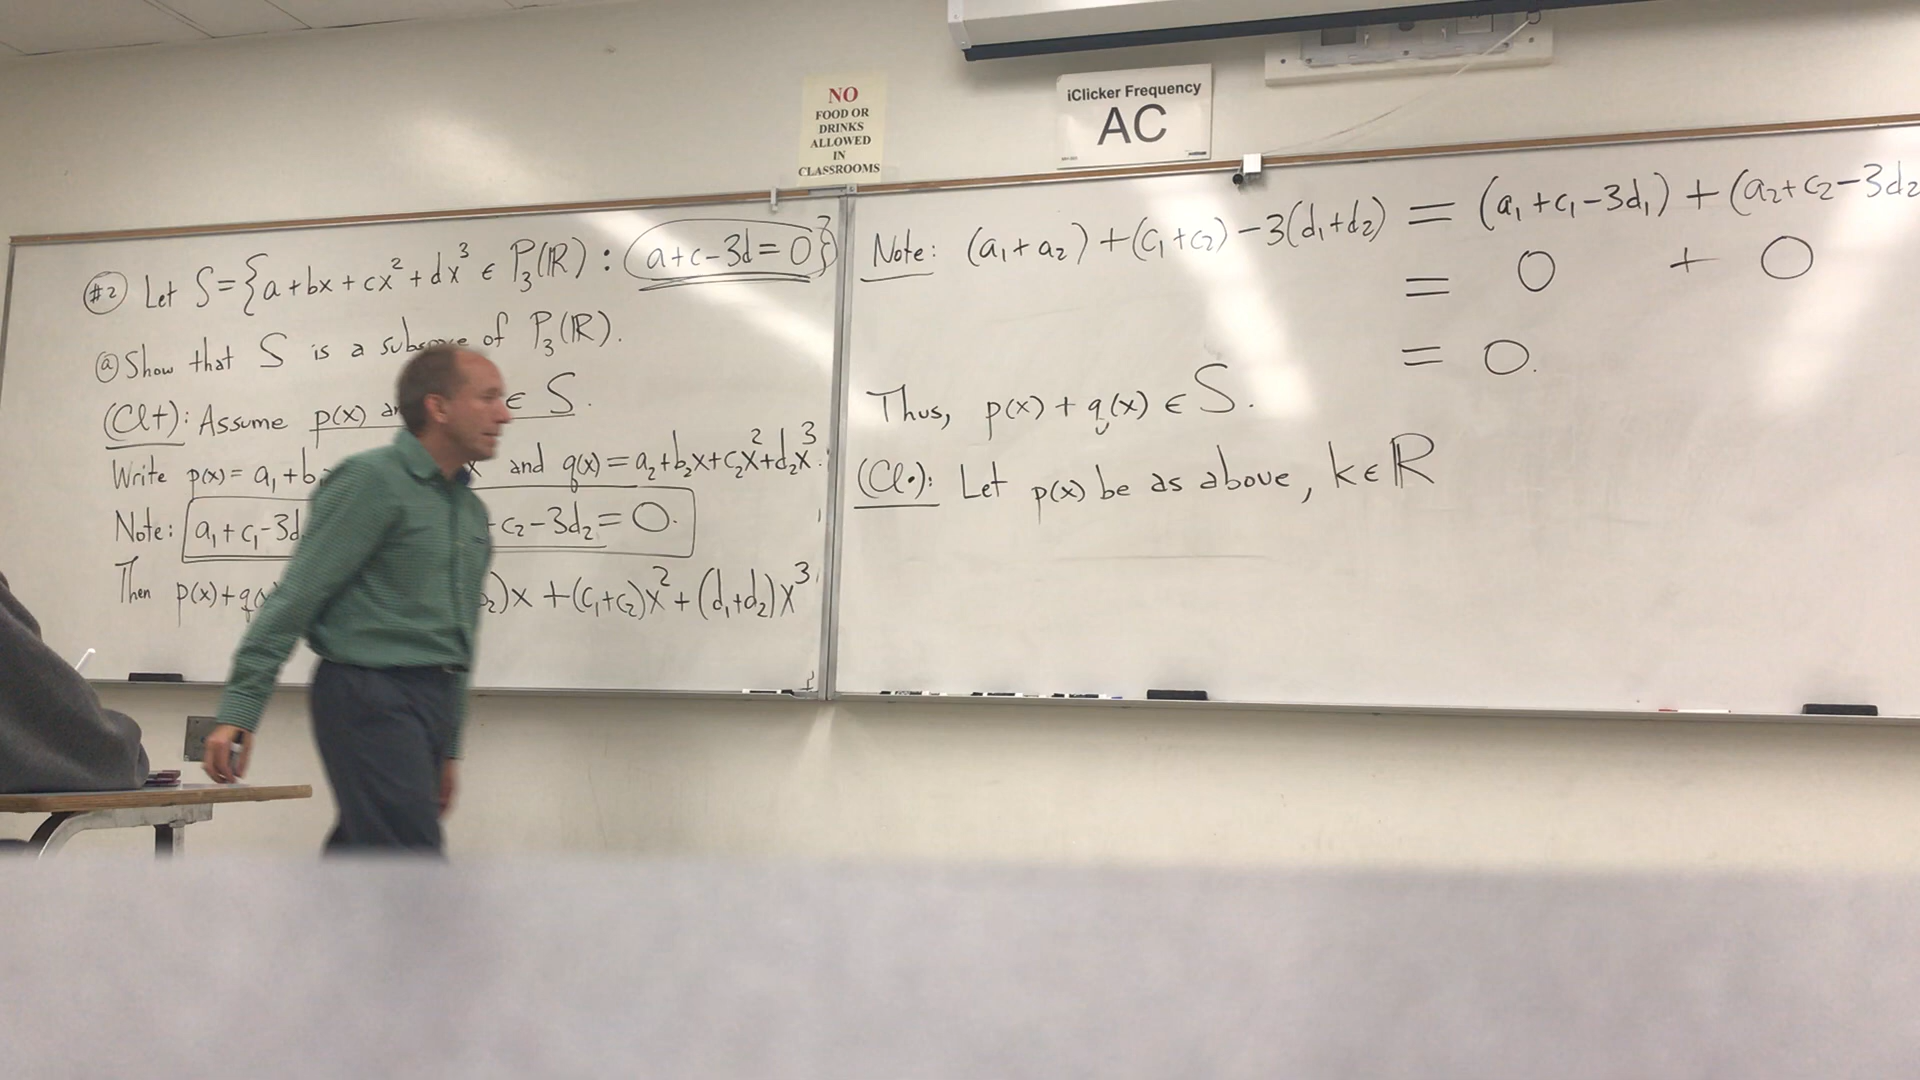 NO
FOOD OR
DRINKS
ALLOWED
IN
CLASSROOMS
iClicker Frequency
AC
#2 Let S={a+bx+cx²+dx³ ∈ P₃(ℝ) : a+c-3d=0}
ⓐ Show that S is a of P₃(ℝ).
(Cl+): Assume p(x) ∈ S.
Write p(x)= a₁+b and q(x)=a₂+b₂x+c₂x²+d₂x³.
Note: a₁+c₁-3d c₂-3d₂=0.
Then p(x)+q )x+(c₁+c₂)x²+(d₁+d₂)x³
Note: (a₁+a₂)+(c₁+c₂)-3(d₁+d₂) = (a₁+c₁-3d₁)+(a₂+c₂-3d₂
= 0 + 0
= 0.
Thus, p(x)+q(x) ∈ S.
(Cl•): Let p(x) be as above, k∈ℝ